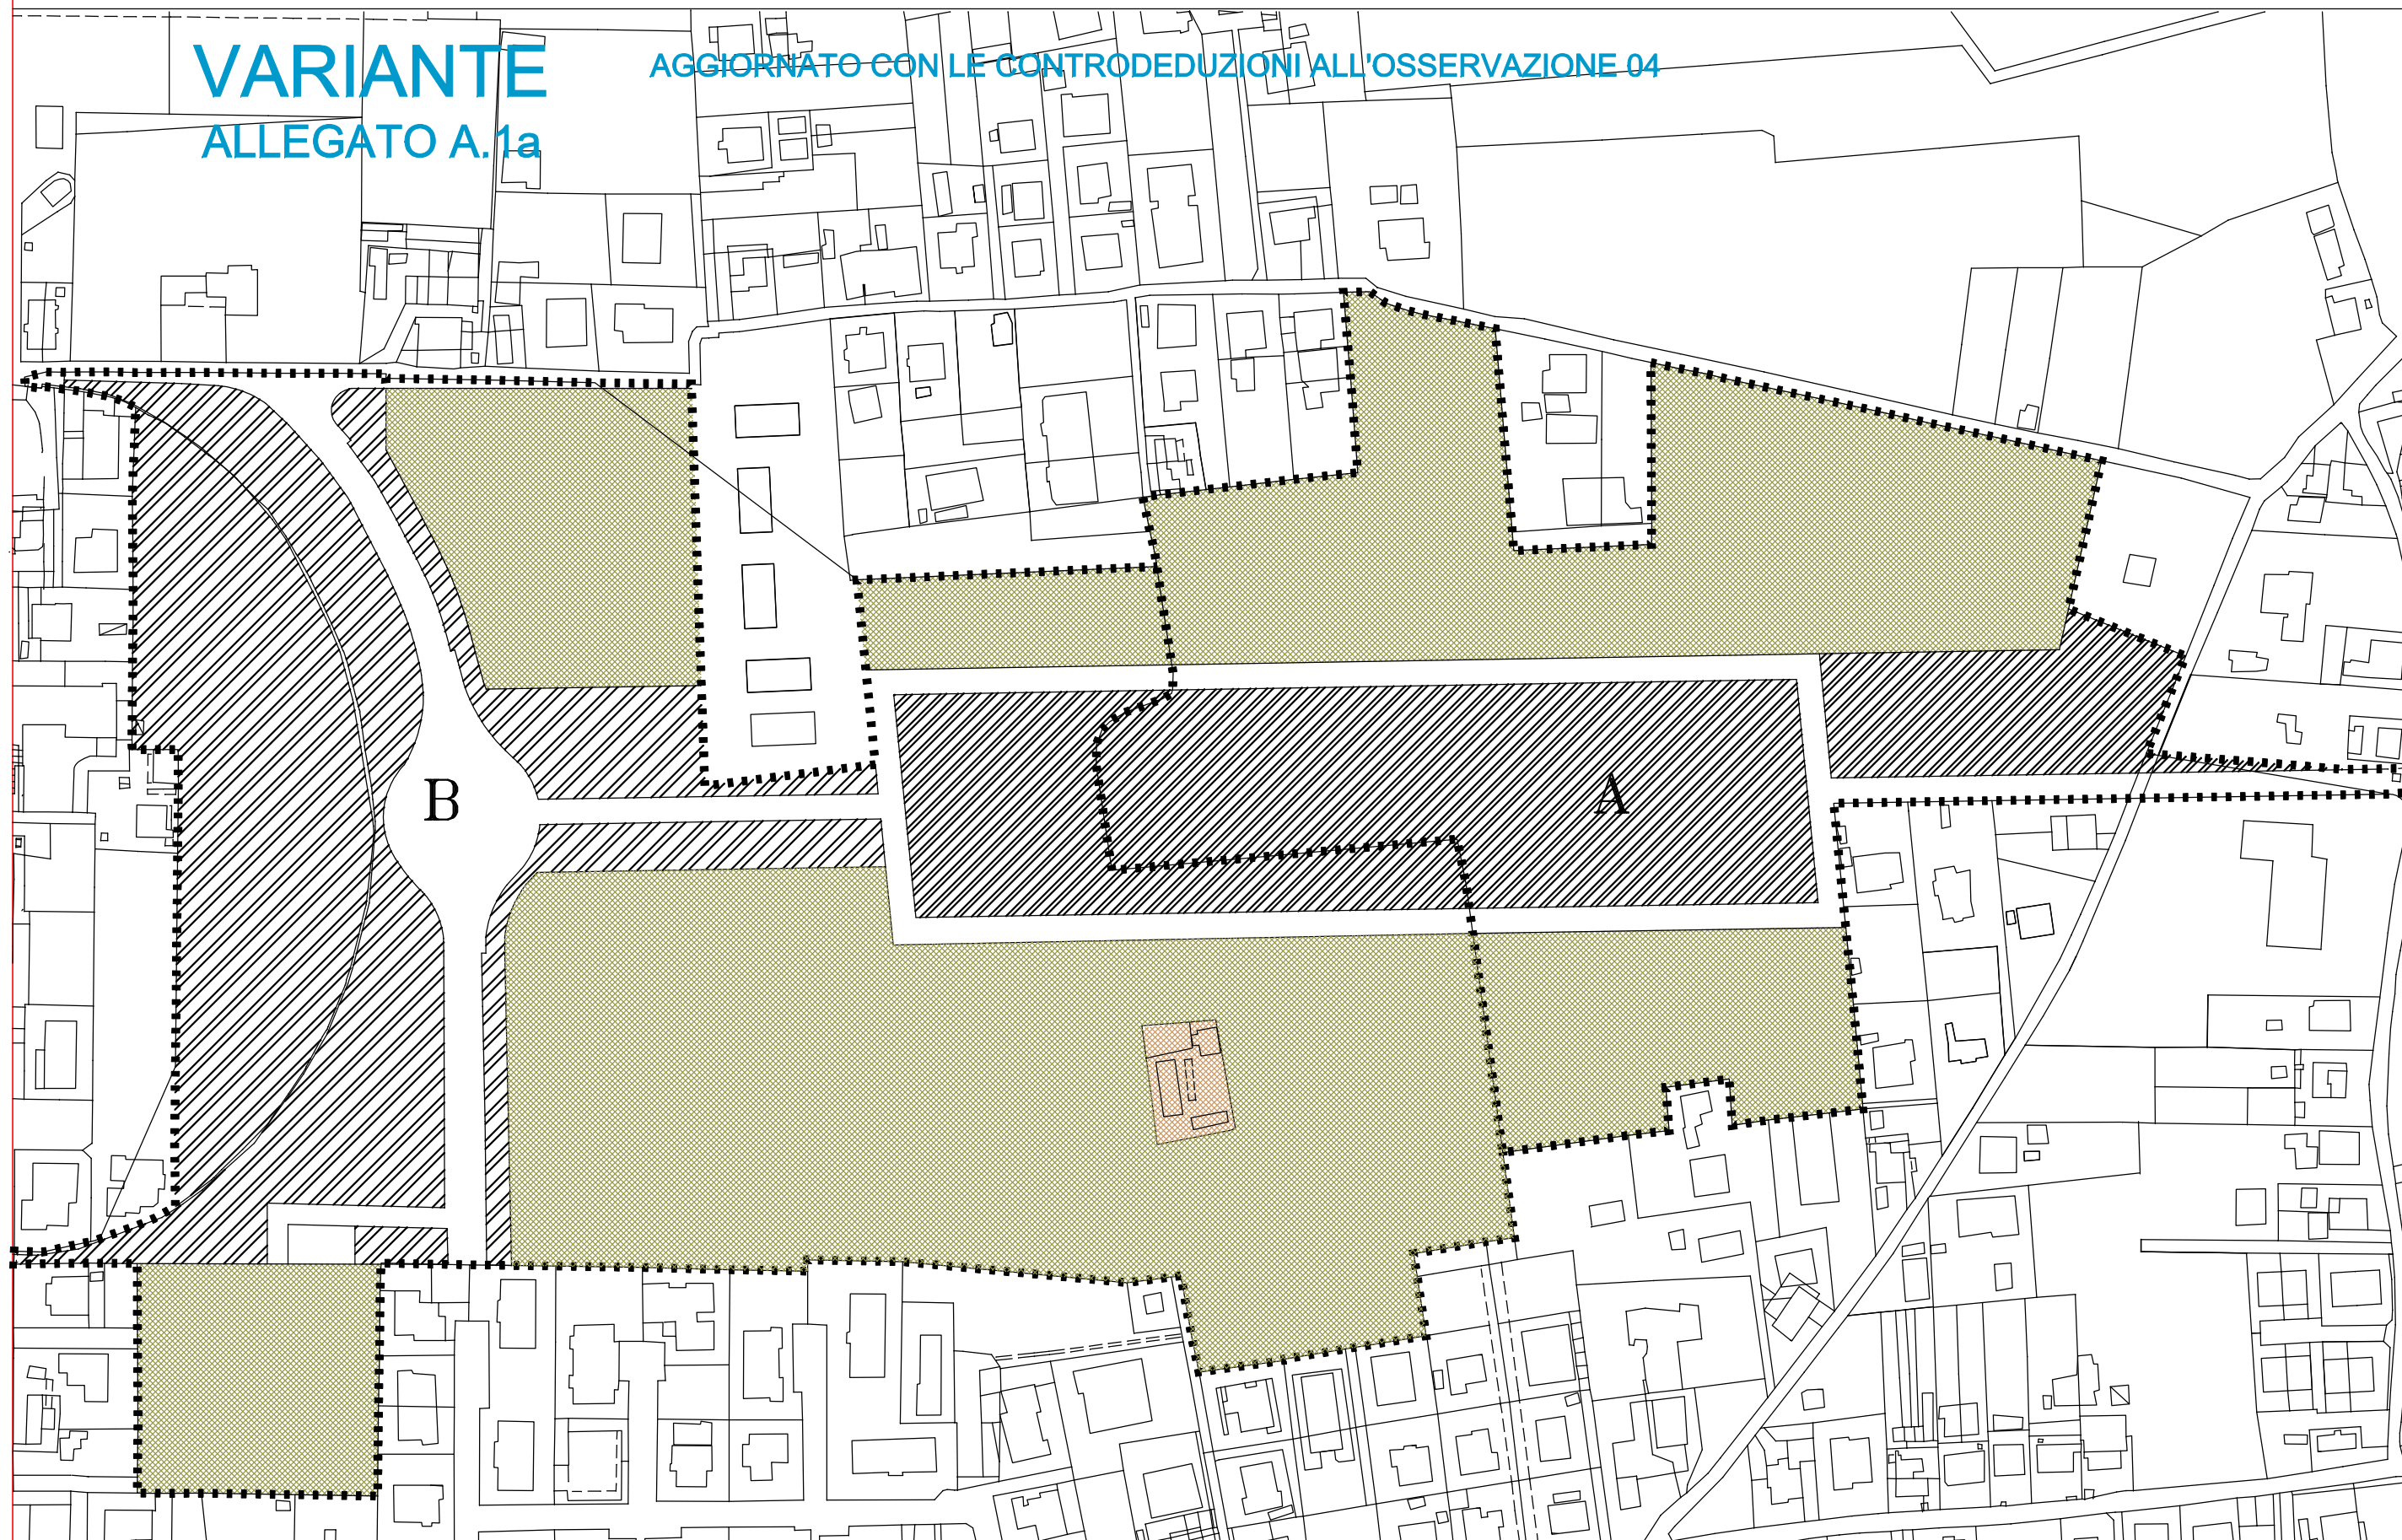 VARIANTE
AGGIORNATO CON LE CONTRODEDUZIONI ALL'OSSERVAZIONE 04
ALLEGATO A.1a
B
A